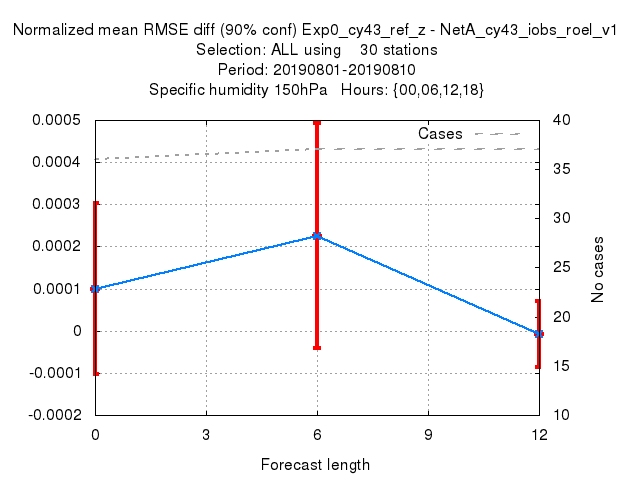 Normalized mean RMSE diff (90% conf) Exp0_cy43_ref_z - NetA_cy43_iobs_roel_v1
Selection: ALL using    30 stations
Period: 20190801-20190810
Specific humidity 150hPa   Hours: {00,06,12,18}
Cases
0.0005
0.0004
0.0003
0.0002
0.0001
0
-0.0001
-0.0002
40
35
30
25
20
15
10
No cases
0 3 6 9 12
Forecast length